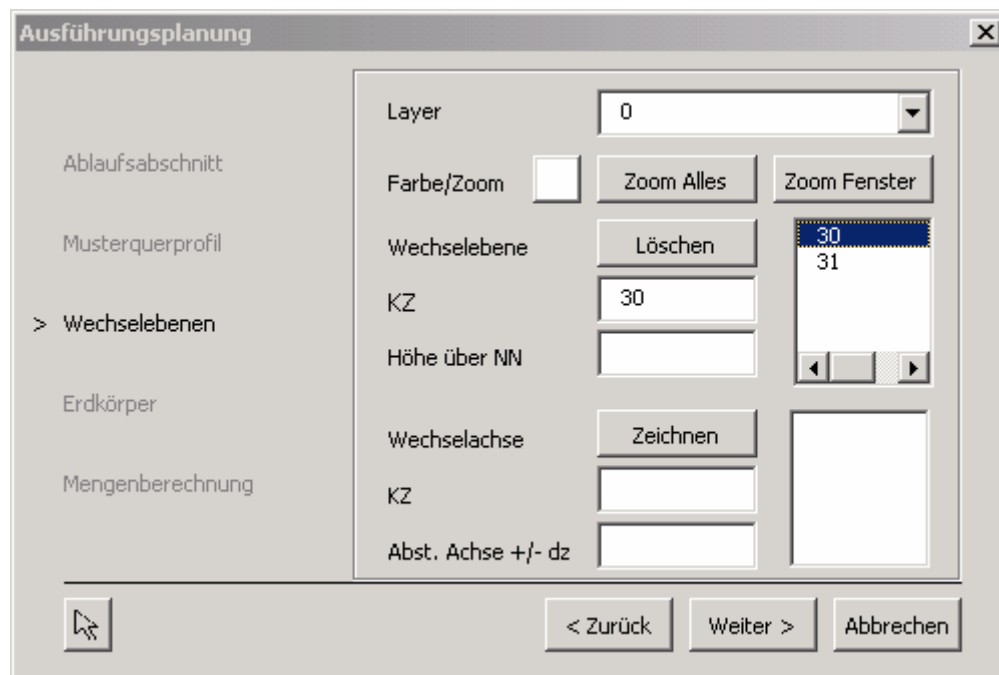 Ausführungsplanung
Ablaufsabschnitt
Musterquerprofil
> Wechselebenen
Erdkörper
Mengenberechnung
Layer 0
Farbe/Zoom Zoom Alles Zoom Fenster
Wechselebene Löschen
30
31
KZ 30
Höhe über NN
Wechselachse Zeichnen
KZ
Abst. Achse +/- dz
< Zurück Weiter > Abbrechen